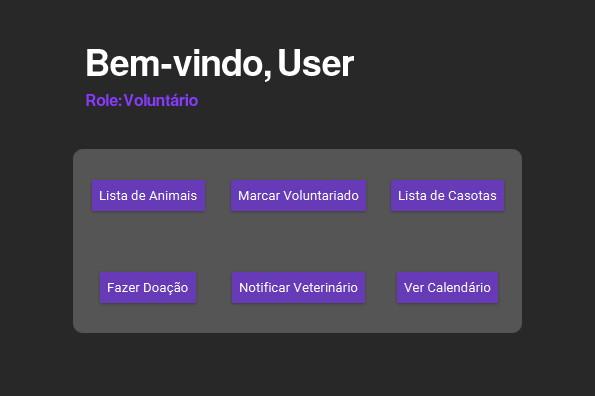 Bem-vindo, User
Role:Voluntário
Lista de Animais Marcar Voluntariado Lista de Casotas
Fazer Doação Notificar Veterinário Ver Calendário